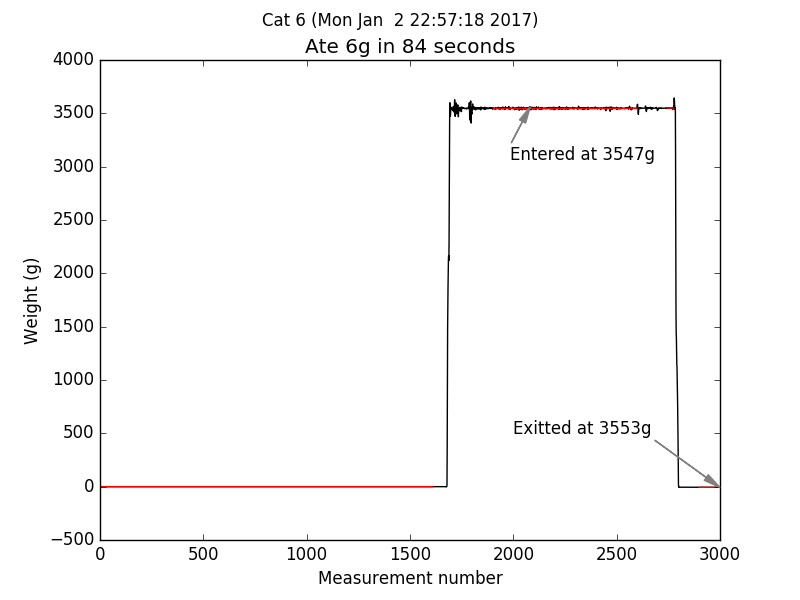 Cat 6 (Mon Jan  2 22:57:18 2017)
Ate 6g in 84 seconds
4000
3500
3000
2500
2000
1500
1000
500
0
−500
Weight (g)
Entered at 3547g
Exitted at 3553g
0 500 1000 1500 2000 2500 3000
Measurement number